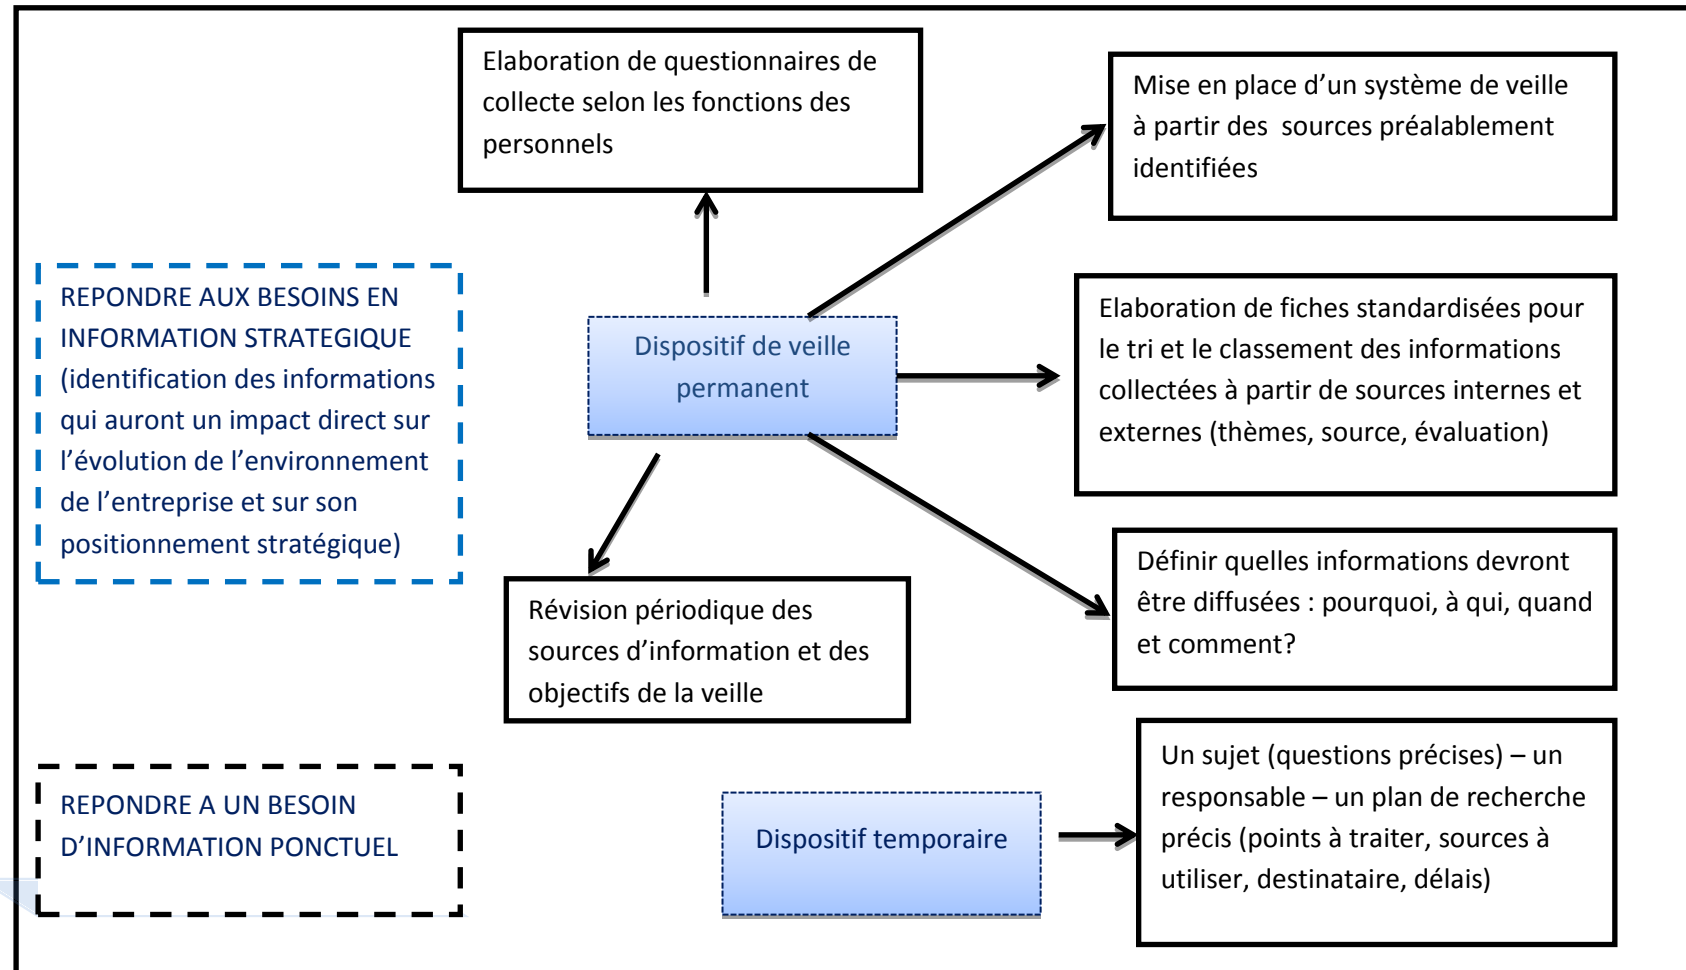 Elaboration de questionnaires de
collecte selon les fonctions des
personnels
Mise en place d’un système de veille
à partir des sources préalablement
identifiées
REPONDRE AUX BESOINS EN
INFORMATION STRATEGIQUE
(identification des informations
qui auront un impact direct sur
l’évolution de l’environnement
de l’entreprise et sur son
positionnement stratégique)
Dispositif de veille
permanent
Elaboration de fiches standardisées pour
le tri et le classement des informations
collectées à partir de sources internes et
externes (thèmes, source, évaluation)
Révision périodique des
sources d’information et des
objectifs de la veille
Définir quelles informations devront
être diffusées : pourquoi, à qui, quand
et comment?
REPONDRE A UN BESOIN
D’INFORMATION PONCTUEL
Dispositif temporaire
Un sujet (questions précises) – un
responsable – un plan de recherche
précis (points à traiter, sources à
utiliser, destinataire, délais)